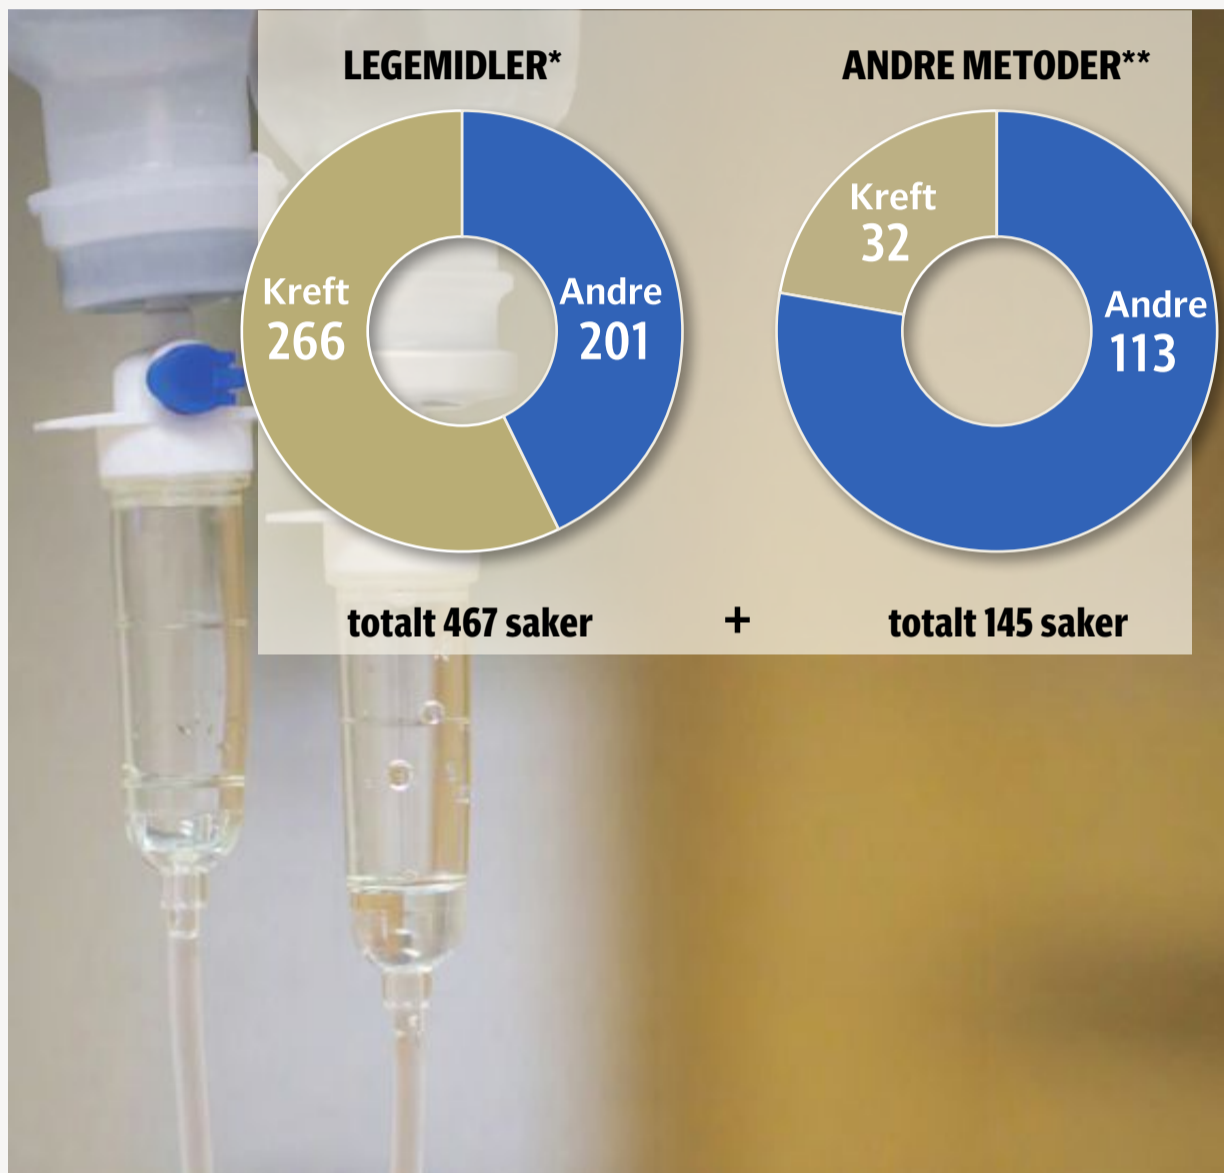 LEGEMIDLER*
Kreft
266
Andre
201
totalt 467 saker
+
ANDRE METODER**
Kreft
32
Andre
113
totalt 145 saker